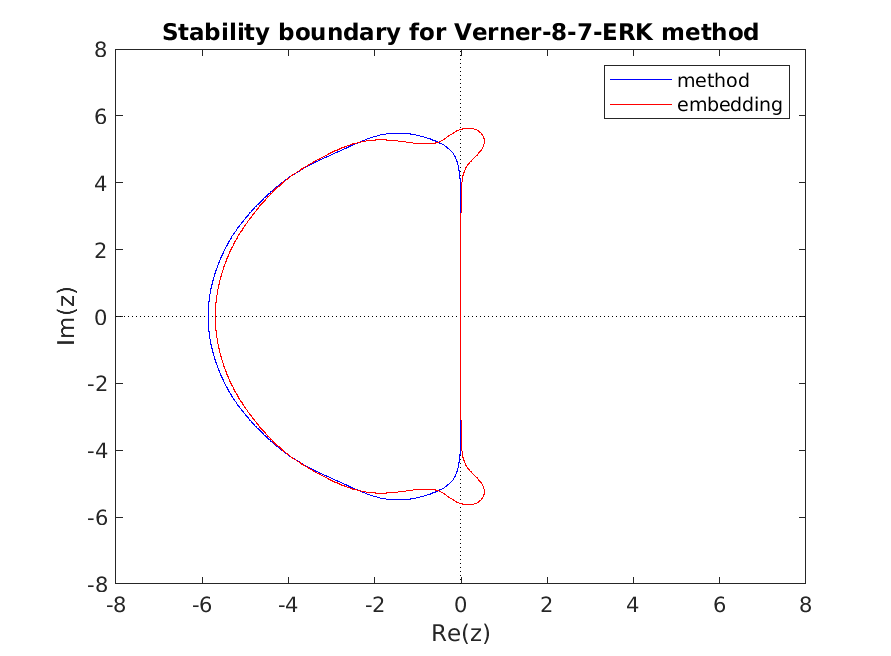 Stability boundary for Verner-8-7-ERK method
method
embedding
8
6
4
2
0
-2
-4
-6
-8
Im(z)
-8 -6 -4 -2 0 2 4 6 8
Re(z)